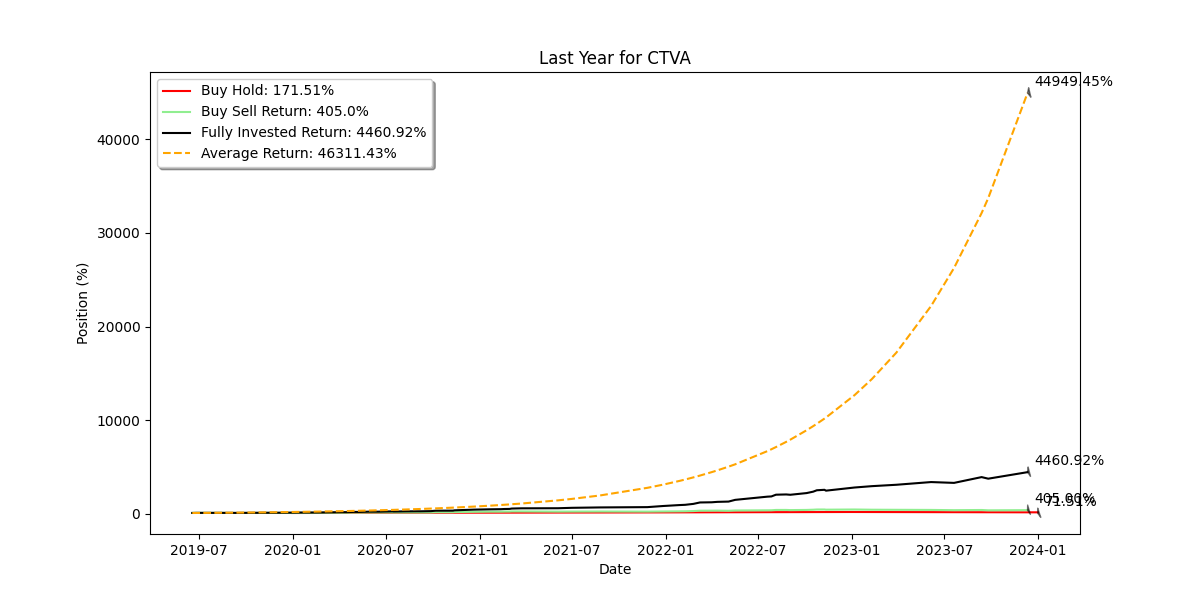 Last Year for CTVA
Buy Hold: 171.51%
Buy Sell Return: 405.0%
Fully Invested Return: 4460.92%
Average Return: 46311.43%
44949.45%
4460.92%
Position (%)
40000
30000
20000
10000
0
2019-07
2020-01
2020-07
2021-01
2021-07
2022-01
2022-07
2023-01
2023-07
2024-01
Date